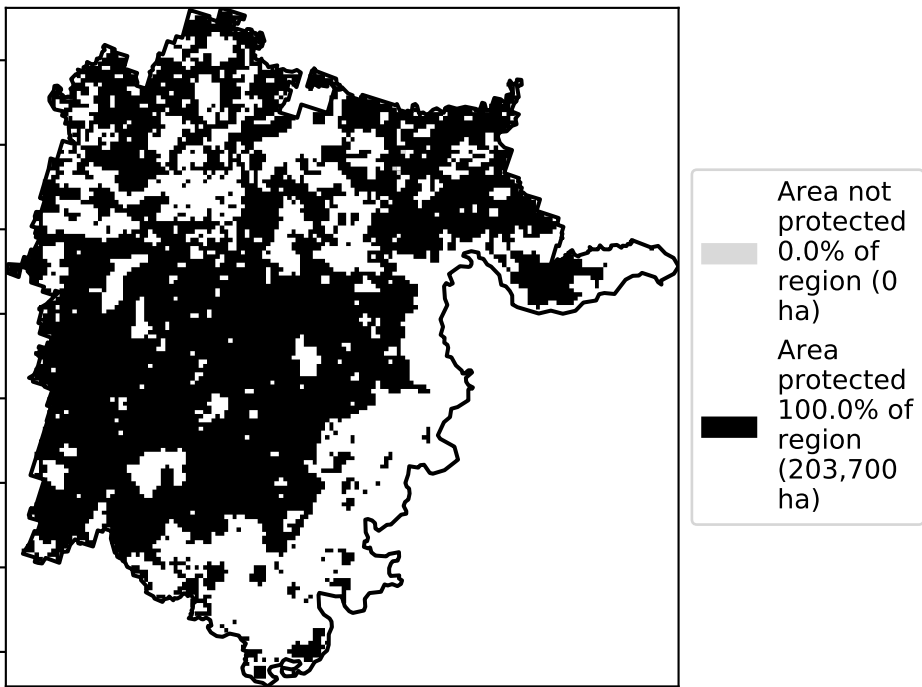 Area not
protected
0.0% of
region (0
ha)
Area
protected
100.0% of
region
(203,700
ha)